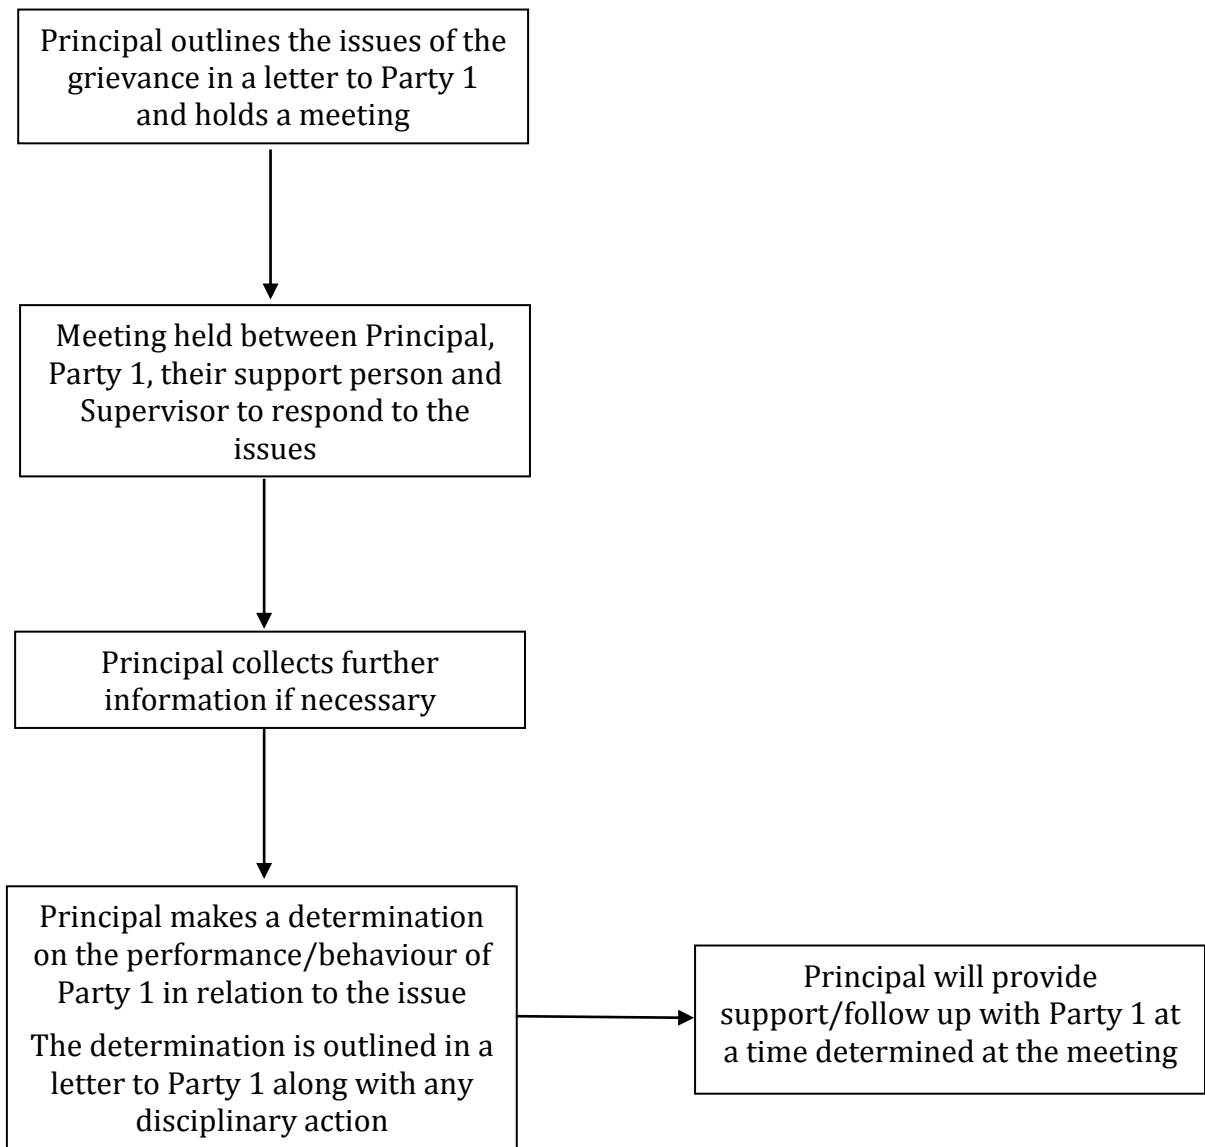 Principal outlines the issues of the
grievance in a letter to Party 1
and holds a meeting
Meeting held between Principal,
Party 1, their support person and
Supervisor to respond to the
issues
Principal collects further
information if necessary
Principal makes a determination
on the performance/behaviour of
Party 1 in relation to the issue
The determination is outlined in a
letter to Party 1 along with any
disciplinary action
Principal will provide
support/follow up with Party 1 at
a time determined at the meeting